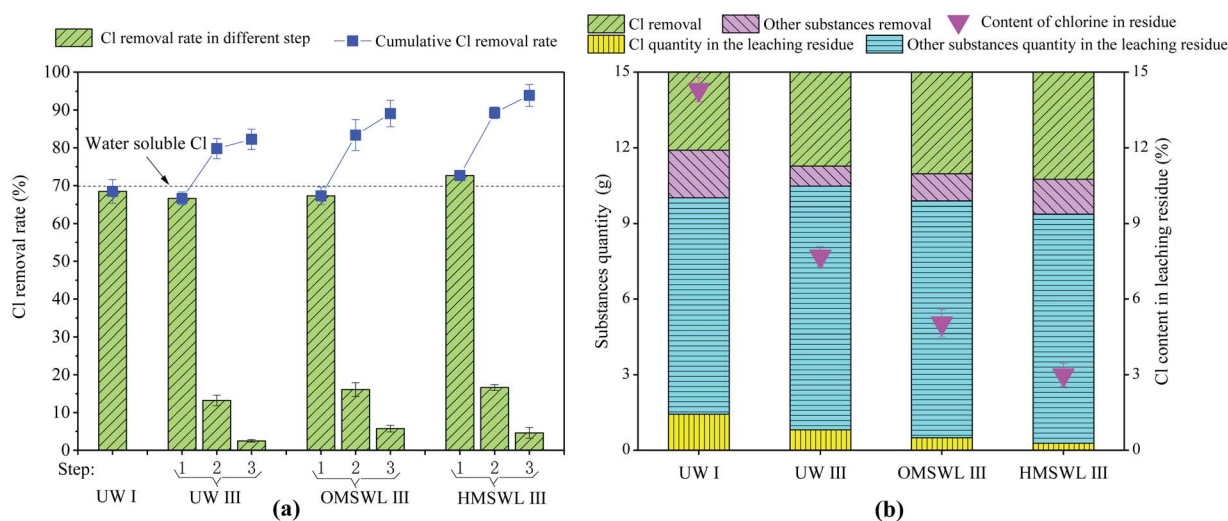 Cl removal rate in different step
Cumulative Cl removal rate
Cl removal rate (%)
100
90
80
70
60
50
40
30
20
10
0
Water soluble Cl
Step:
1 2 3
1 2 3
1 2 3
UW I
UW III
OMSWL III
HMSWL III
(a)
Cl removal
Other substances removal
Content of chlorine in residue
Cl quantity in the leaching residue
Other substances quantity in the leaching residue
Substances quantity (g)
15
12
9
6
3
0
15
12
9
6
3
0
Cl content in leaching residue (%)
UW I
UW III
OMSWL III
HMSWL III
(b)